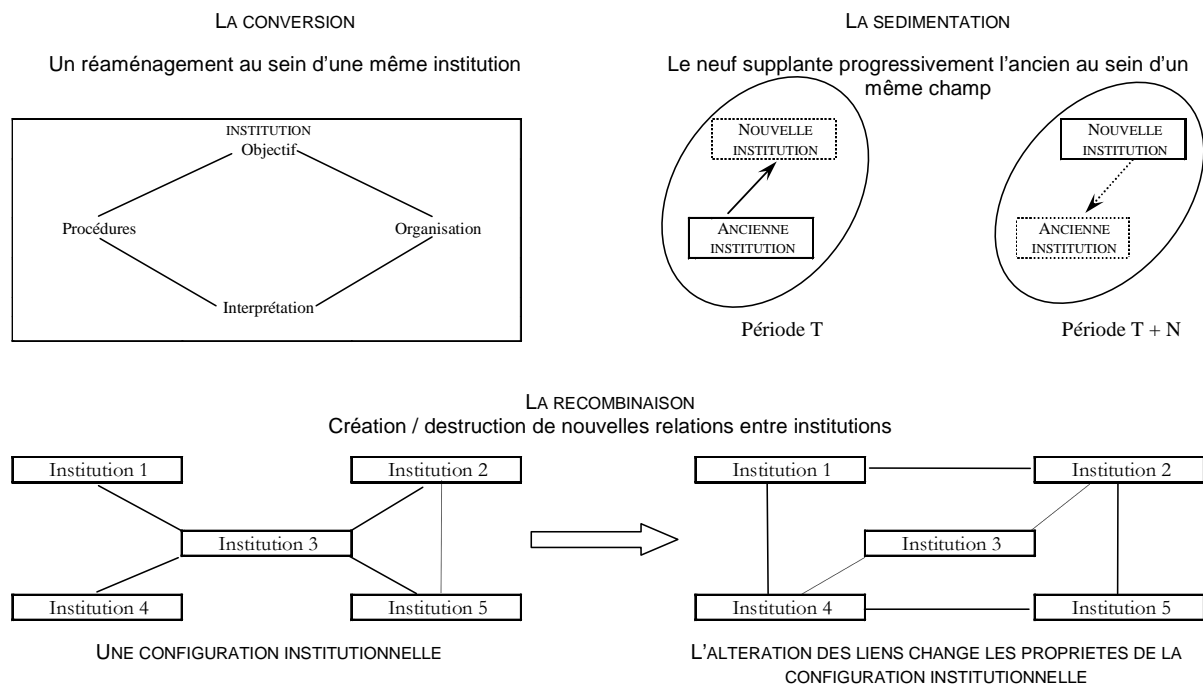 LA CONVERSION
Un réaménagement au sein d'une même institution
INSTITUTION
Objectif
Procédures
Organisation
Interprétation
LA SEDIMENTATION
Le neuf supplante progressivement l'ancien au sein d'un
même champ
NOUVELLE
INSTITUTION
ANCIENNE
INSTITUTION
Période T
NOUVELLE
INSTITUTION
ANCIENNE
INSTITUTION
Période T + N
LA RECOMBINAISON
Création / destruction de nouvelles relations entre institutions
Institution 1
Institution 2
Institution 3
Institution 4
Institution 5
UNE CONFIGURATION INSTITUTIONNELLE
Institution 1
Institution 2
Institution 3
Institution 4
Institution 5
L'ALTERATION DES LIENS CHANGE LES PROPRIETES DE LA
CONFIGURATION INSTITUTIONNELLE